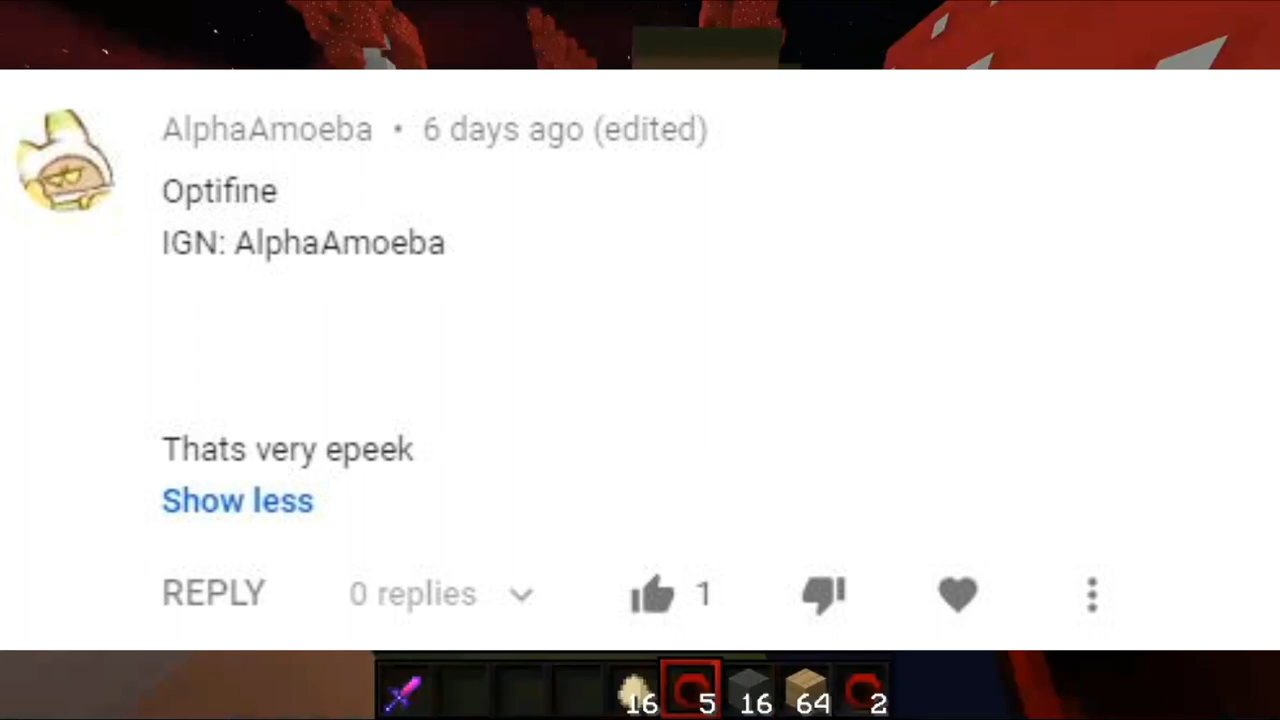 AlphaAmoeba • 6 days ago (edited)
Optifine
IGN: AlphaAmoeba
Thats very epeek
Show less
REPLY 0 replies 1
16 5 16 64 2